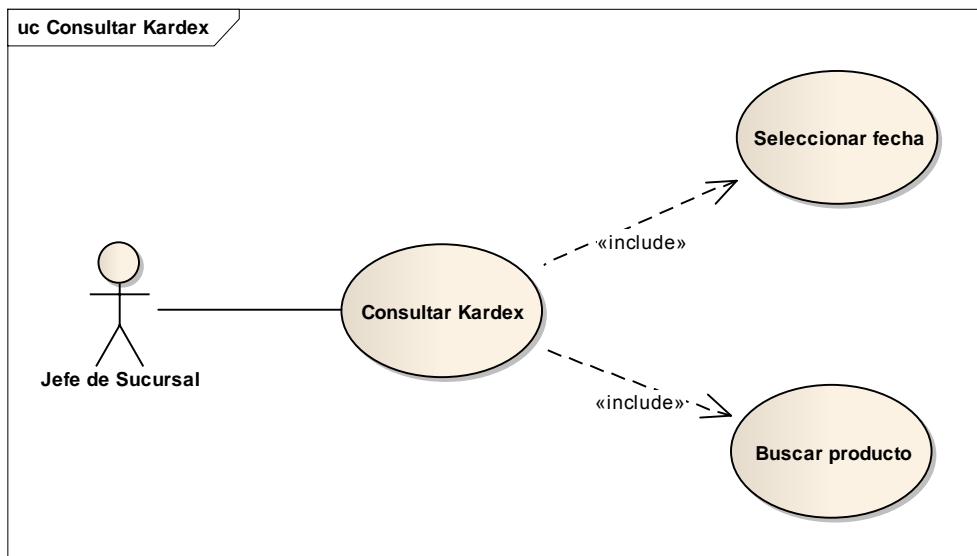 uc Consultar Kardex
Seleccionar fecha
«include»
Consultar Kardex
Jefe de Sucursal
«include»
Buscar producto